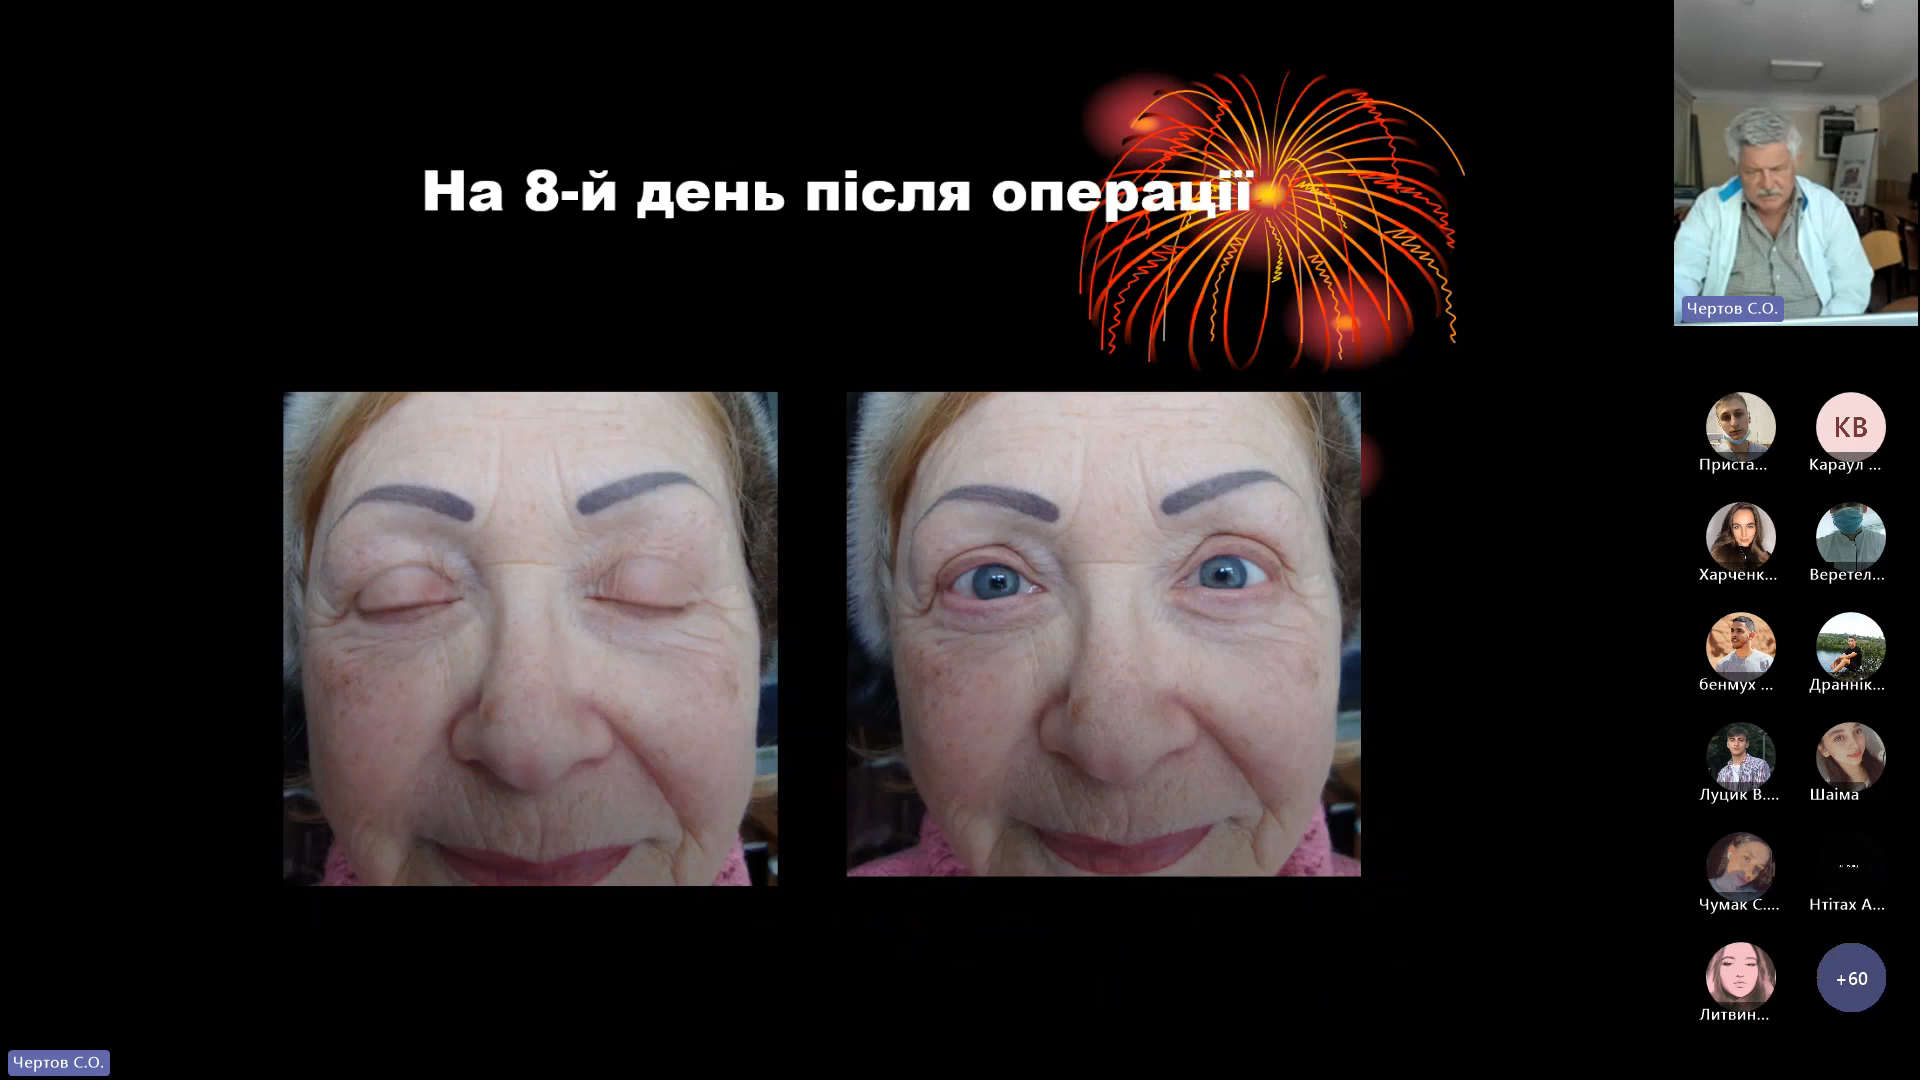 На 8-й день після операції
Чертов С.О.
Приста...
КВ
Караул ...
Харченк...
Веретел...
бенмух ...
Драннік...
Луцик В....
Шаіма
Чумак С....
Нтітах А...
Литвин...
+60
Чертов С.О.